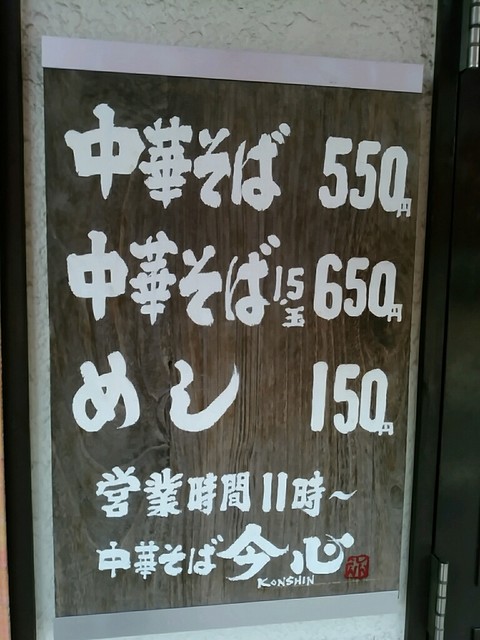 中華そば 550円
中華そば 1.5玉 650円
めし 150円
営業時間 11時~
中華そば 今心
KONSHIN